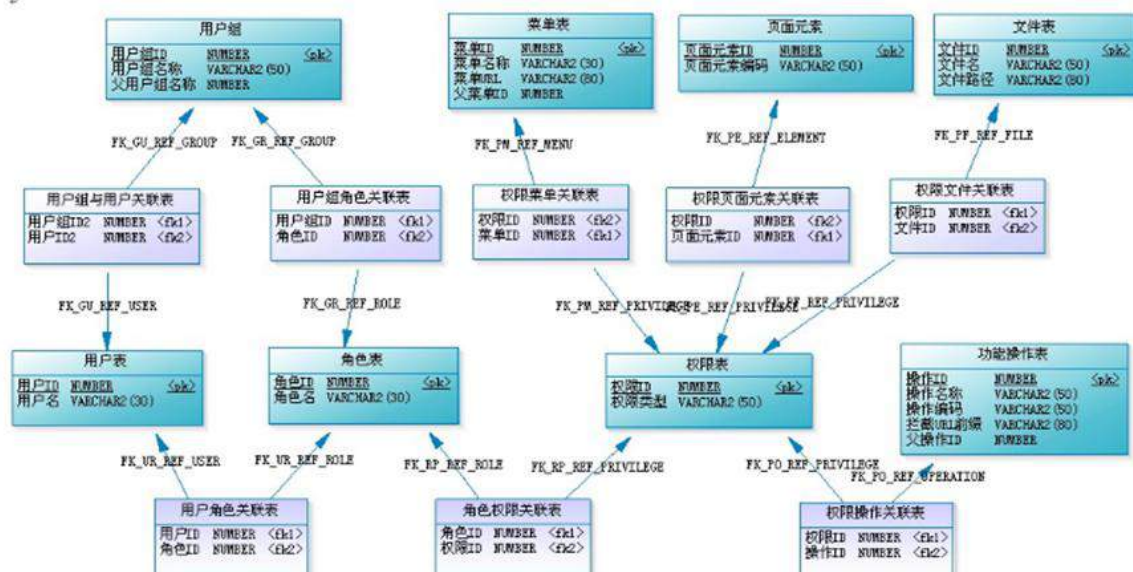 用户组
用户组ID NUMBER <pk>
用户组名称 VARCHAR2(50)
父用户组名称 NUMBER
菜单表
菜单ID NUMBER <pk>
菜单名称 VARCHAR2(30)
菜单URL VARCHAR2(80)
父菜单ID NUMBER
页面元素
页面元素ID NUMBER <pk>
页面元素编码 VARCHAR2(50)
文件表
文件ID NUMBER <pk>
文件名 VARCHAR2(50)
文件路径 VARCHAR2(80)
FK_GU_REF_GROUP
FK_GR_REF_GROUP
FK_PM_REF_MENU
FK_PE_REF_ELEMENT
FK_PF_REF_FILE
用户组与用户关联表
用户组ID2 NUMBER <fk1>
用户ID2 NUMBER <fk2>
用户组角色关联表
用户组ID NUMBER <fk1>
角色ID NUMBER <fk2>
权限菜单关联表
权限ID NUMBER <fk2>
菜单ID NUMBER <fk1>
权限页面元素关联表
权限ID NUMBER <fk2>
页面元素ID NUMBER <fk1>
权限文件关联表
权限ID NUMBER <fk1>
文件ID NUMBER <fk2>
FK_GU_REF_USER
FK_GR_REF_ROLE
FK_PM_REF_PRIVILEGE
FK_PE_REF_PRIVILEGE
FK_PF_REF_PRIVILEGE
用户表
用户ID NUMBER <pk>
用户名 VARCHAR2(30)
角色表
角色ID NUMBER <pk>
角色名 VARCHAR2(30)
权限表
权限ID NUMBER <pk>
权限类型 VARCHAR2(50)
功能操作表
操作ID NUMBER <pk>
操作名称 VARCHAR2(50)
操作编码 VARCHAR2(50)
拦截URL前缀 VARCHAR2(80)
父操作ID NUMBER
FK_UR_REF_USER
FK_UR_REF_ROLE
FK_RP_REF_ROLE
FK_RP_REF_PRIVILEGE
FK_PO_REF_PRIVILEGE
FK_PO_REF_OPERATION
用户角色关联表
用户ID NUMBER <fk1>
角色ID NUMBER <fk2>
角色权限关联表
角色ID NUMBER <fk1>
权限ID NUMBER <fk2>
权限操作关联表
权限ID NUMBER <fk1>
操作ID NUMBER <fk2>